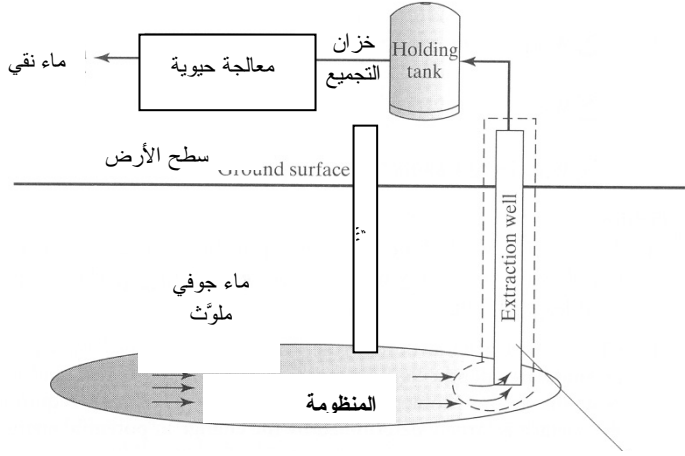 خزان
التجميع
Holding
tank
معالجة حيوية
ماء نقي
سطح الأرض
Ground surface
Extraction well
ماء جوفي
ملوَّث
المنظومة